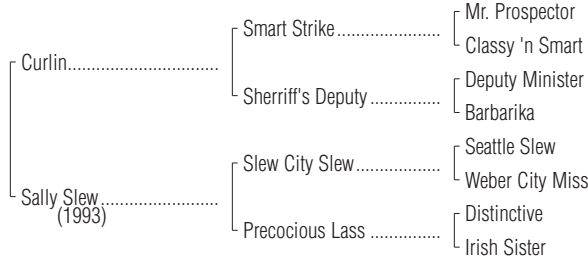 Mr. Prospector
Smart Strike....................
Classy 'n Smart
Curlin.............................
Deputy Minister
Sherriff's Deputy .............
Barbarika
Seattle Slew
Slew City Slew................
Weber City Miss
Sally Slew.......................
(1993)
Distinctive
Precocious Lass .............
Irish Sister